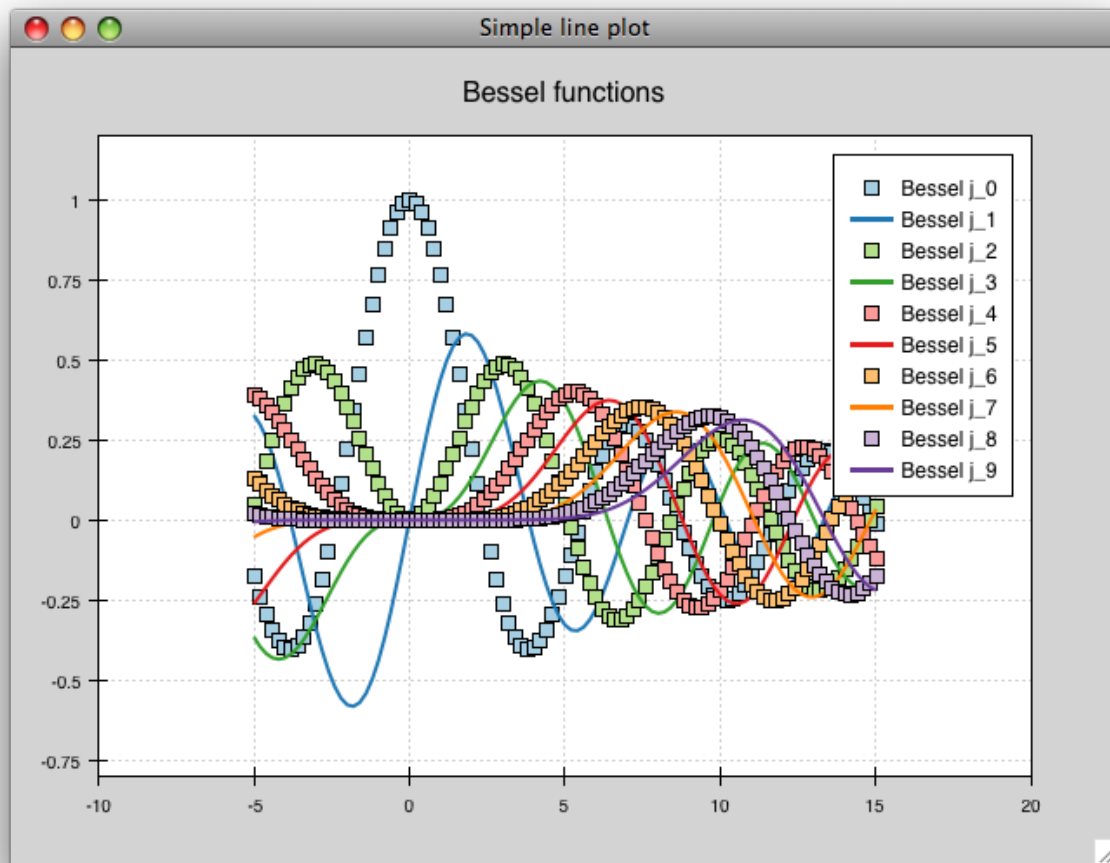 Simple line plot
Bessel functions
Bessel j_0
Bessel j_1
Bessel j_2
Bessel j_3
Bessel j_4
Bessel j_5
Bessel j_6
Bessel j_7
Bessel j_8
Bessel j_9
1
0.75
0.5
0.25
0
-0.25
-0.5
-0.75
-10 -5 0 5 10 15 20